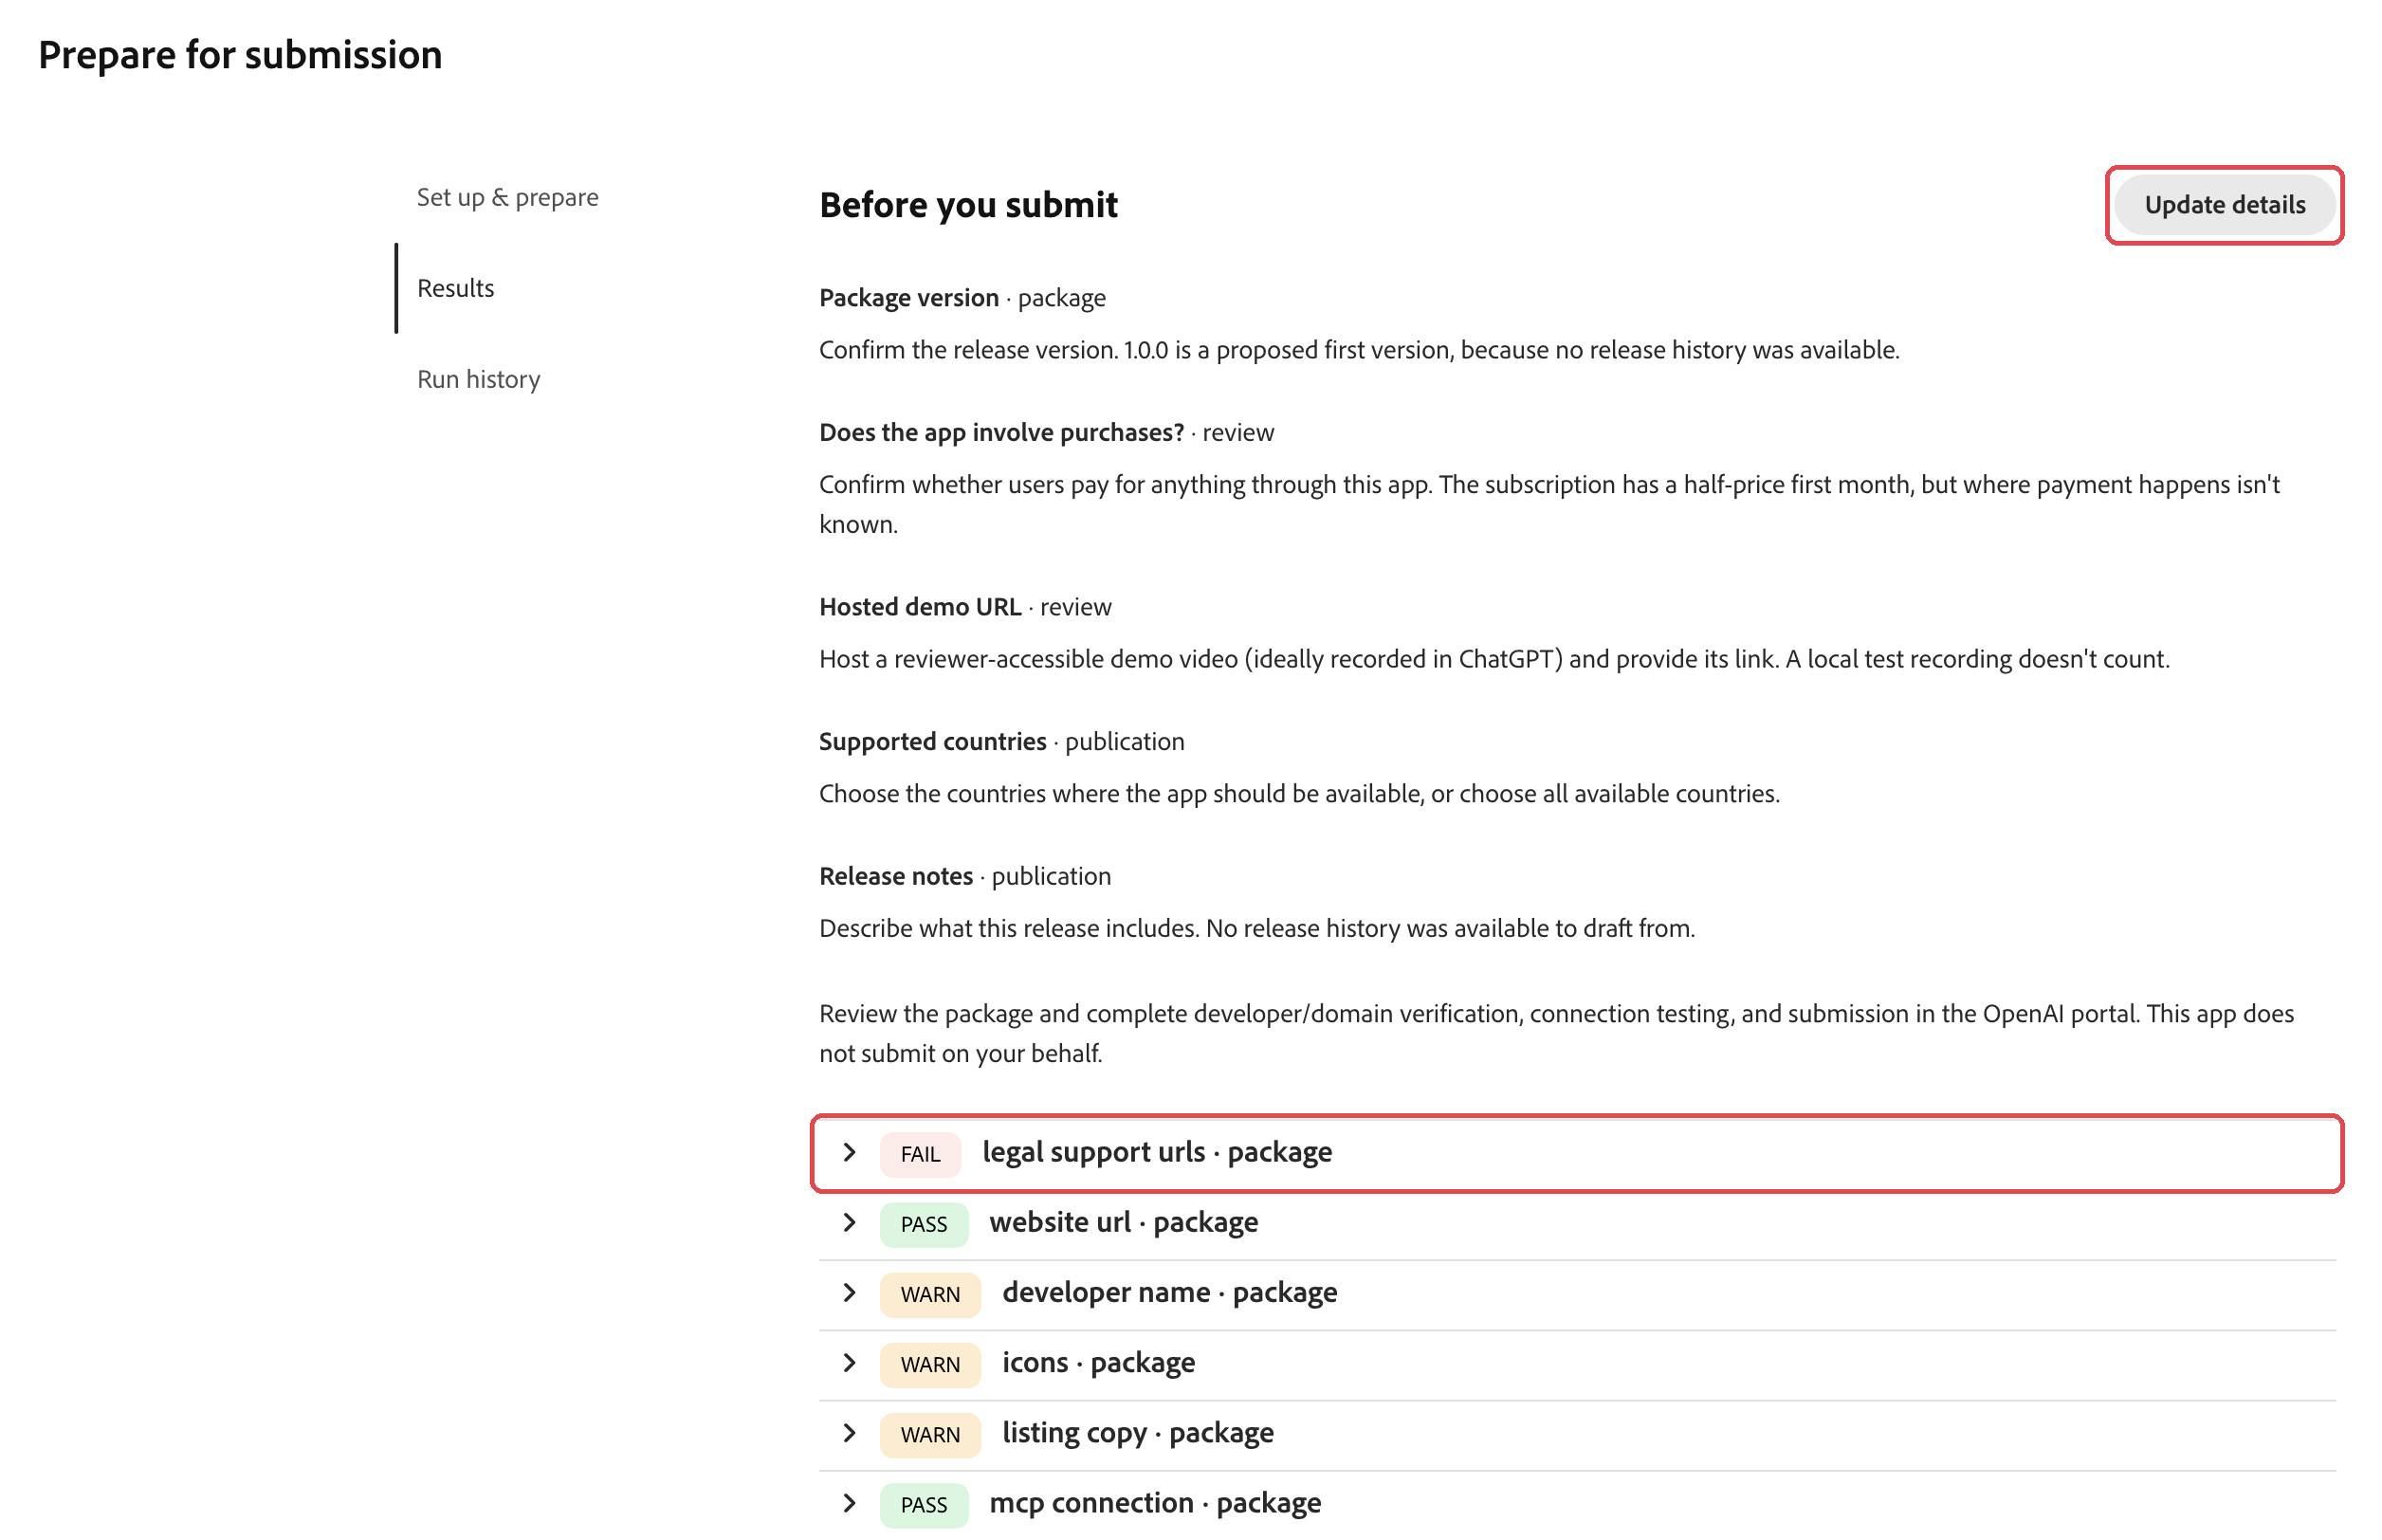 Prepare for submission
Set up & prepare
Results
Run history
Before you submit
Update details
Package version · package
Confirm the release version. 1.0.0 is a proposed first version, because no release history was available.
Does the app involve purchases? · review
Confirm whether users pay for anything through this app. The subscription has a half-price first month, but where payment happens isn't
known.
Hosted demo URL · review
Host a reviewer-accessible demo video (ideally recorded in ChatGPT) and provide its link. A local test recording doesn't count.
Supported countries · publication
Choose the countries where the app should be available, or choose all available countries.
Release notes · publication
Describe what this release includes. No release history was available to draft from.
Review the package and complete developer/domain verification, connection testing, and submission in the OpenAI portal. This app does
not submit on your behalf.
FAIL legal support urls · package
PASS website url · package
WARN developer name · package
WARN icons · package
WARN listing copy · package
PASS mcp connection · package